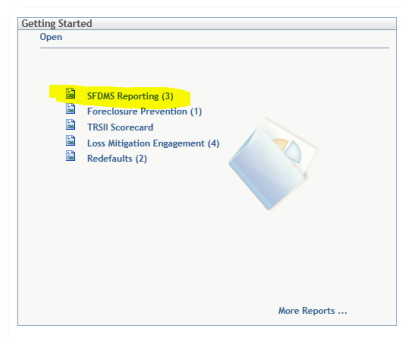 Getting Started
Open
SFDMS Reporting (3)
Foreclosure Prevention (1)
TRSII Scorecard
Loss Mitigation Engagement (4)
Redefaults (2)
More Reports ...